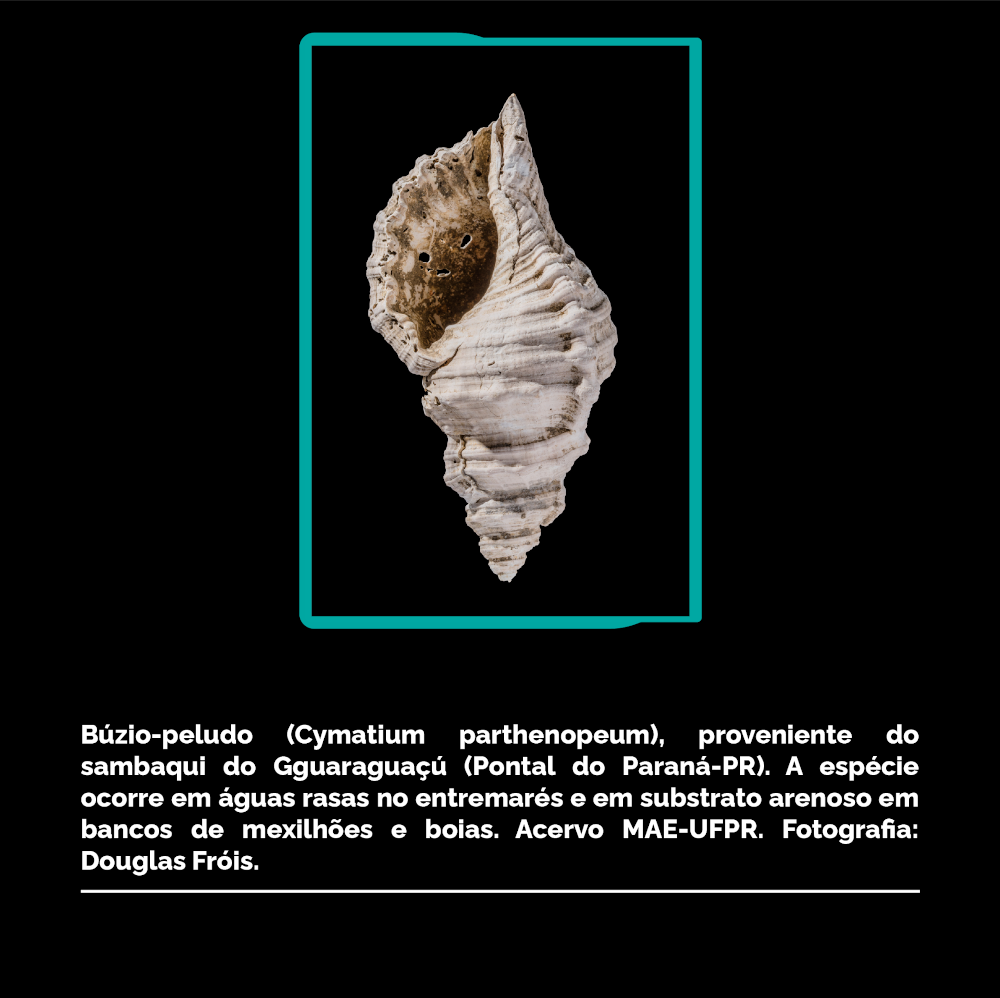 Búzio-peludo (Cymatium parthenopeum), proveniente do
sambaqui do Gguaraguaçú (Pontal do Paraná-PR). A espécie
ocorre em águas rasas no entremarés e em substrato arenoso em
bancos de mexilhões e boias. Acervo MAE-UFPR. Fotografia:
Douglas Fróis.